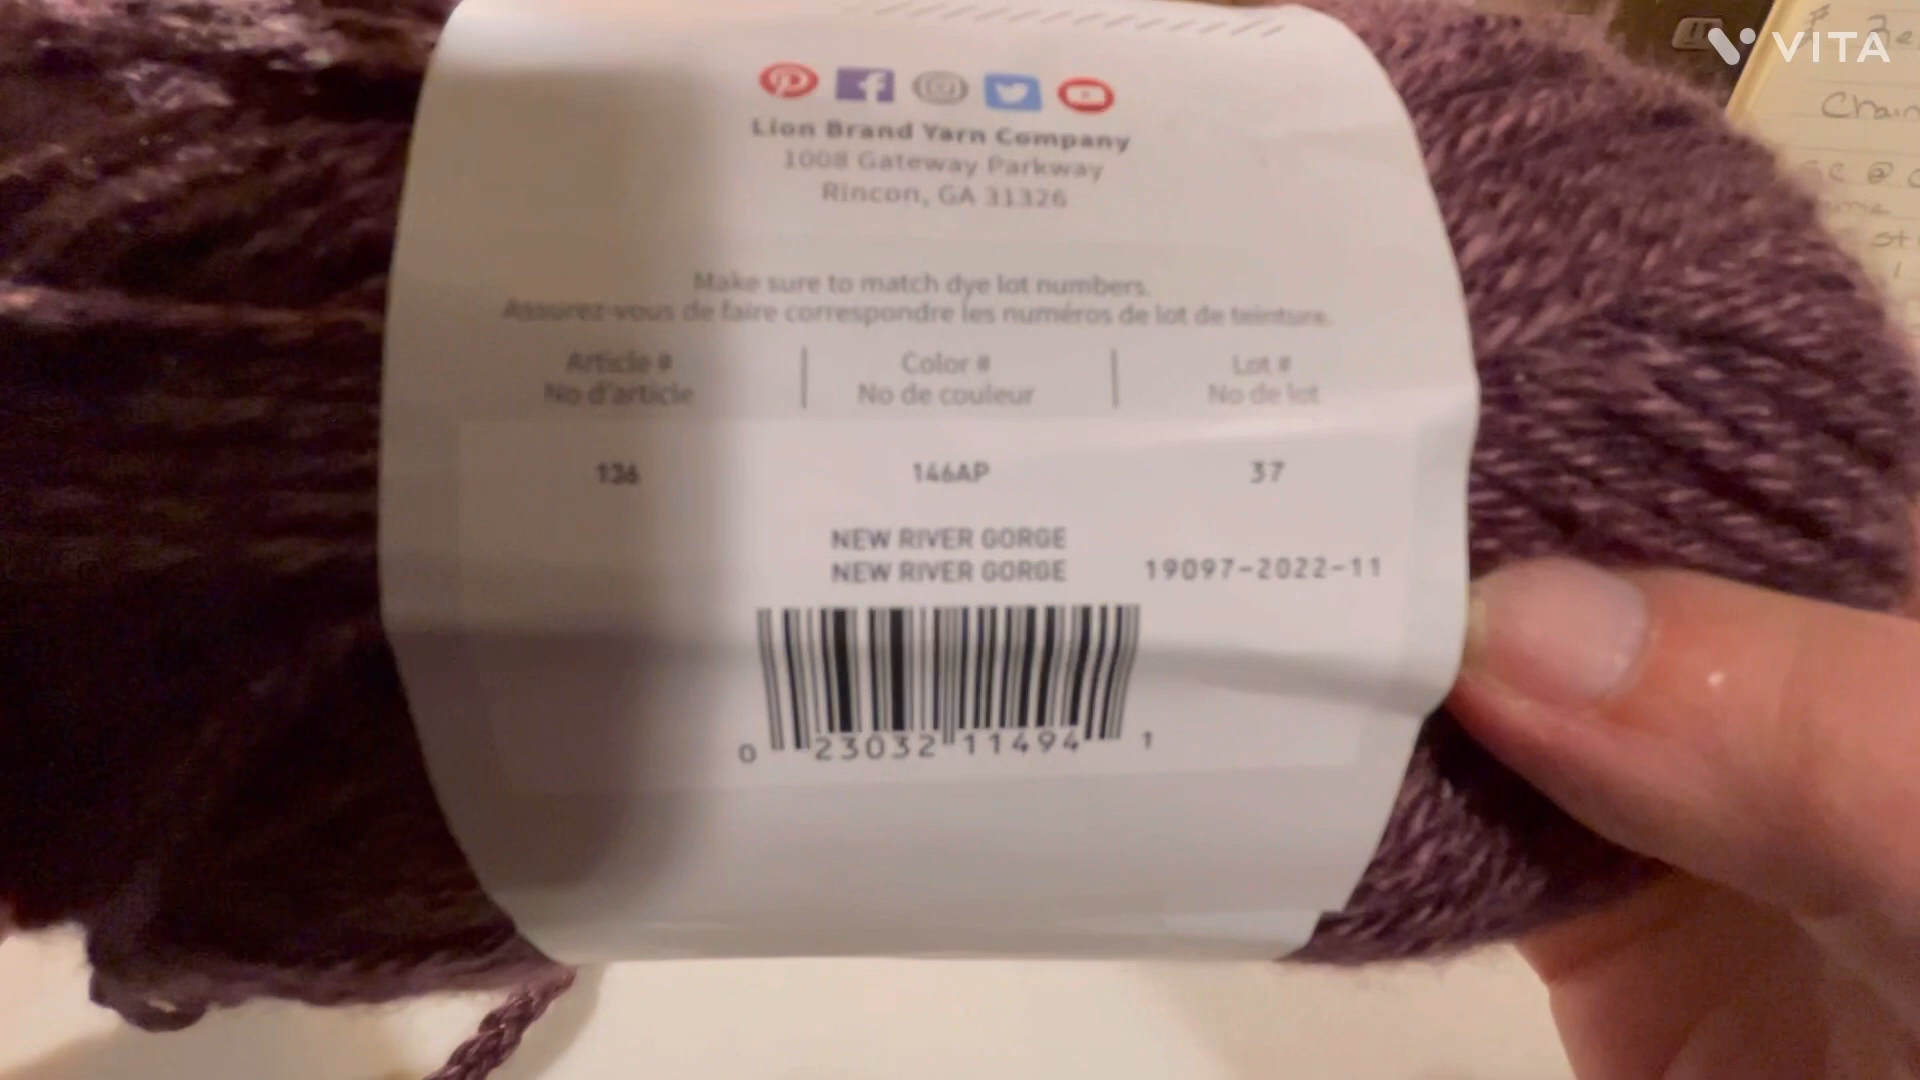 VITA
Chain
Lion Brand Yarn Company
1008 Gateway Parkway
Rincon, GA 31326
Make sure to match dye lot numbers.
Assurez-vous de faire correspondre les numéros de lot de teinture.
Article # Color # Lot #
No d'article No de couleur No de lot
136 146AP 37
NEW RIVER GORGE
NEW RIVER GORGE 19097-2022-11
0 23032 11494 1